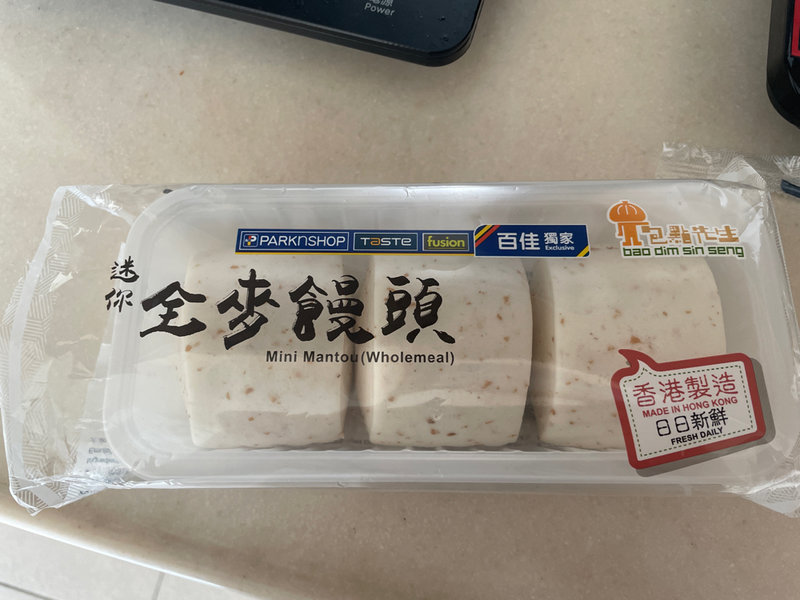 電源
Power
PARKNSHOP TASTE fusion 百佳 獨家
Exclusive
包點先生
bao dim sin seng
迷你
全麥饅頭
Mini Mantou (Wholemeal)
香港製造
MADE IN HONG KONG
日日新鮮
FRESH DAILY